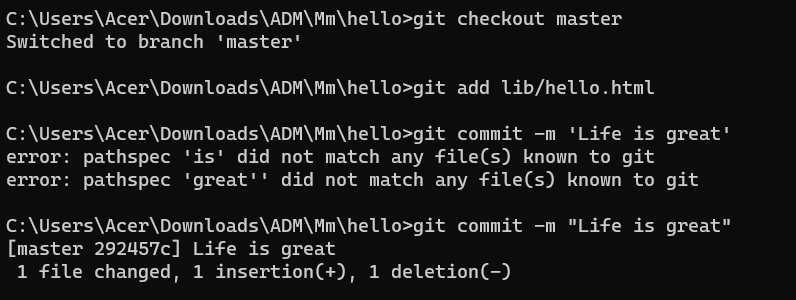 C:\Users\Acer\Downloads\ADM\Mm\hello>git checkout master
Switched to branch 'master'
C:\Users\Acer\Downloads\ADM\Mm\hello>git add lib/hello.html
C:\Users\Acer\Downloads\ADM\Mm\hello>git commit -m 'Life is great'
error: pathspec 'is' did not match any file(s) known to git
error: pathspec 'great'' did not match any file(s) known to git
C:\Users\Acer\Downloads\ADM\Mm\hello>git commit -m "Life is great"
[master 292457c] Life is great
 1 file changed, 1 insertion(+), 1 deletion(-)